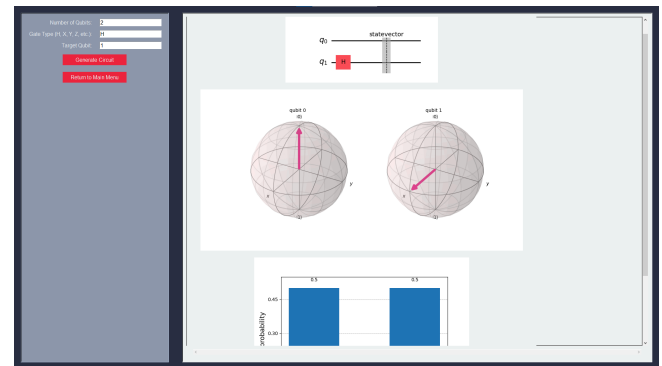 Number of Qubits: 2
Gate Type (H, X, Y, Z, etc.): H
Target Qubit: 1
Generate Circuit
Return to Main Menu
statevector
q0
q1 H
qubit 0
qubit 1
|0⟩
|0⟩
x
y
x
y
|1⟩
|1⟩
0.5
0.5
0.45
0.30
probability